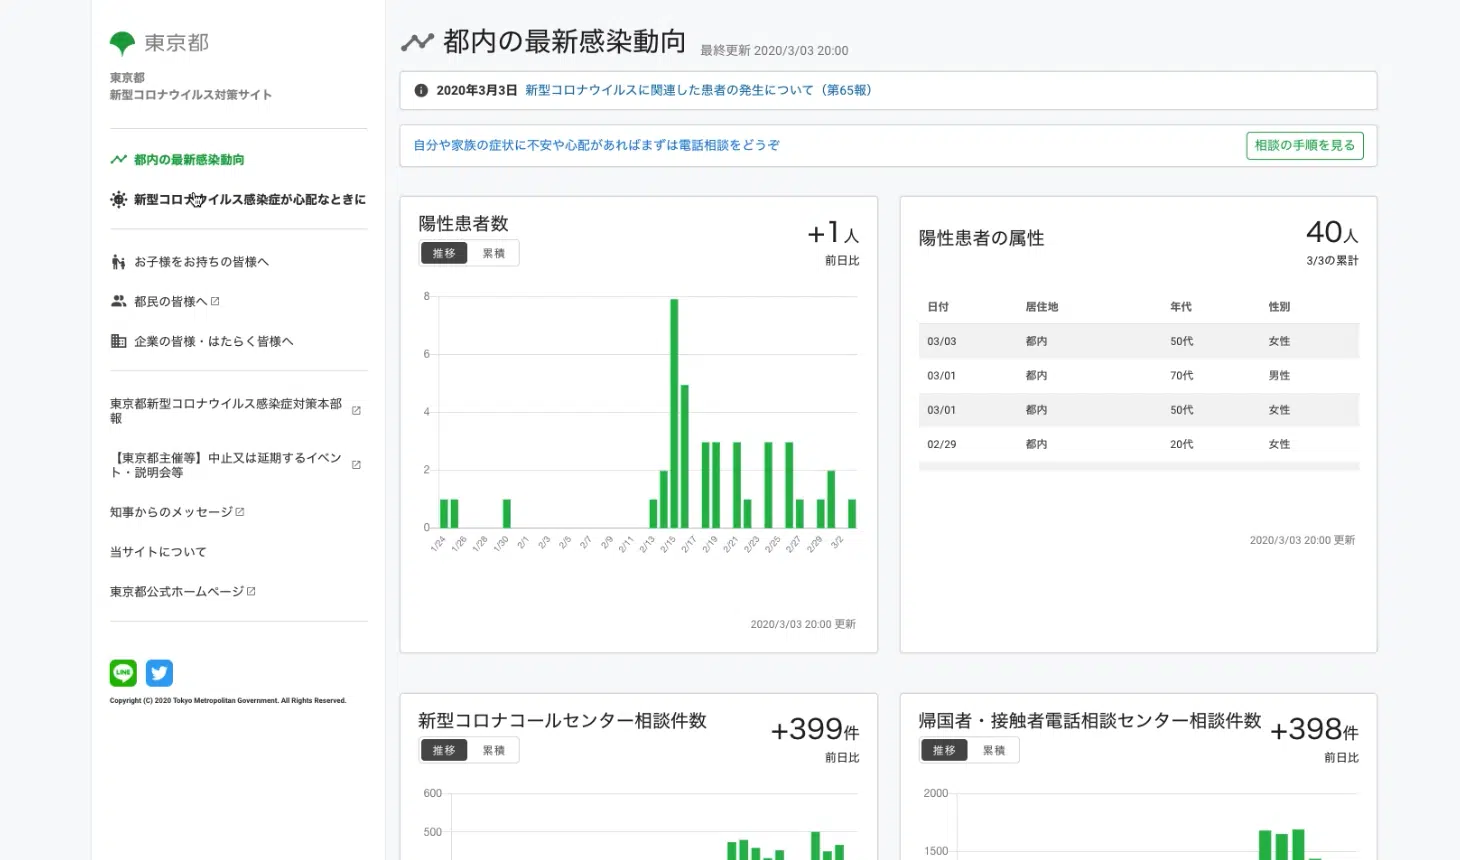 東京都
東京都
新型コロナウイルス対策サイト
都内の最新感染動向
新型コロナウイルス感染症が心配なときに
お子様をお持ちの皆様へ
都民の皆様へ
企業の皆様・はたらく皆様へ
東京都新型コロナウイルス感染症対策本部
報
【東京都主催等】中止又は延期するイベン
ト・説明会等
知事からのメッセージ
当サイトについて
東京都公式ホームページ
LINE
Copyright (C) 2020 Tokyo Metropolitan Government. All Rights Reserved.
都内の最新感染動向 最終更新 2020/3/03 20:00
2020年3月3日 新型コロナウイルスに関連した患者の発生について（第65報）
自分や家族の症状に不安や心配があればまずは電話相談をどうぞ 相談の手順を見る
陽性患者数
+1人
推移 累積
前日比
8
6
4
2
0
1/24 1/26 1/28 1/30 2/1 2/3 2/5 2/7 2/9 2/11 2/13 2/15 2/17 2/19 2/21 2/23 2/25 2/27 2/29 3/2
2020/3/03 20:00 更新
陽性患者の属性
40人
3/3の累計
日付 居住地 年代 性別
03/03 都内 50代 女性
03/01 都内 70代 男性
03/01 都内 50代 女性
02/29 都内 20代 女性
2020/3/03 20:00 更新
新型コロナコールセンター相談件数
+399件
推移 累積
前日比
600
500
帰国者・接触者電話相談センター相談件数
+398件
推移 累積
前日比
2000
1500